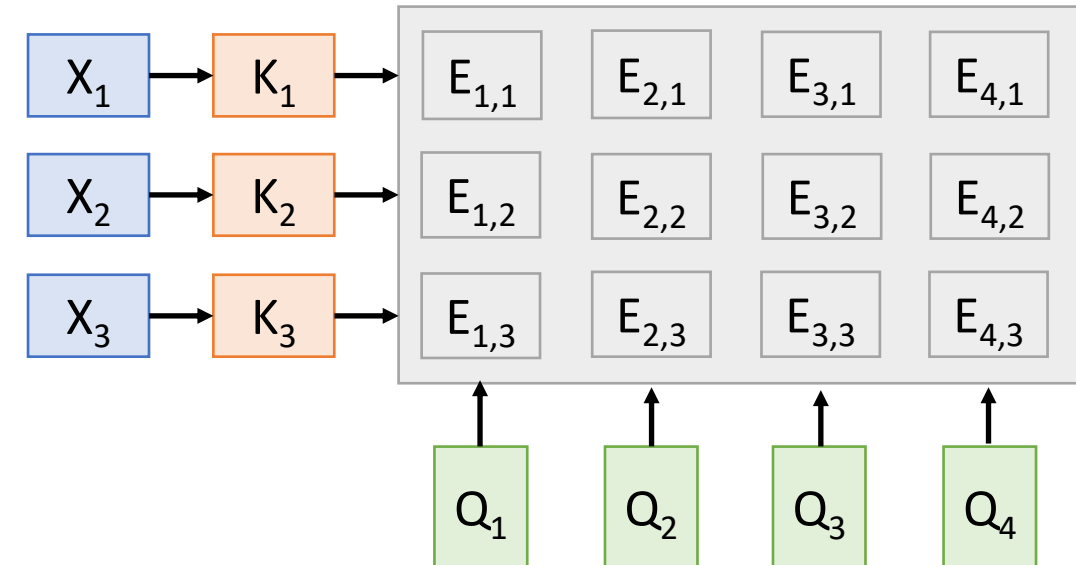 X₁ K₁ E₁,₁ E₂,₁ E₃,₁ E₄,₁
X₂ K₂ E₁,₂ E₂,₂ E₃,₂ E₄,₂
X₃ K₃ E₁,₃ E₂,₃ E₃,₃ E₄,₃
Q₁ Q₂ Q₃ Q₄